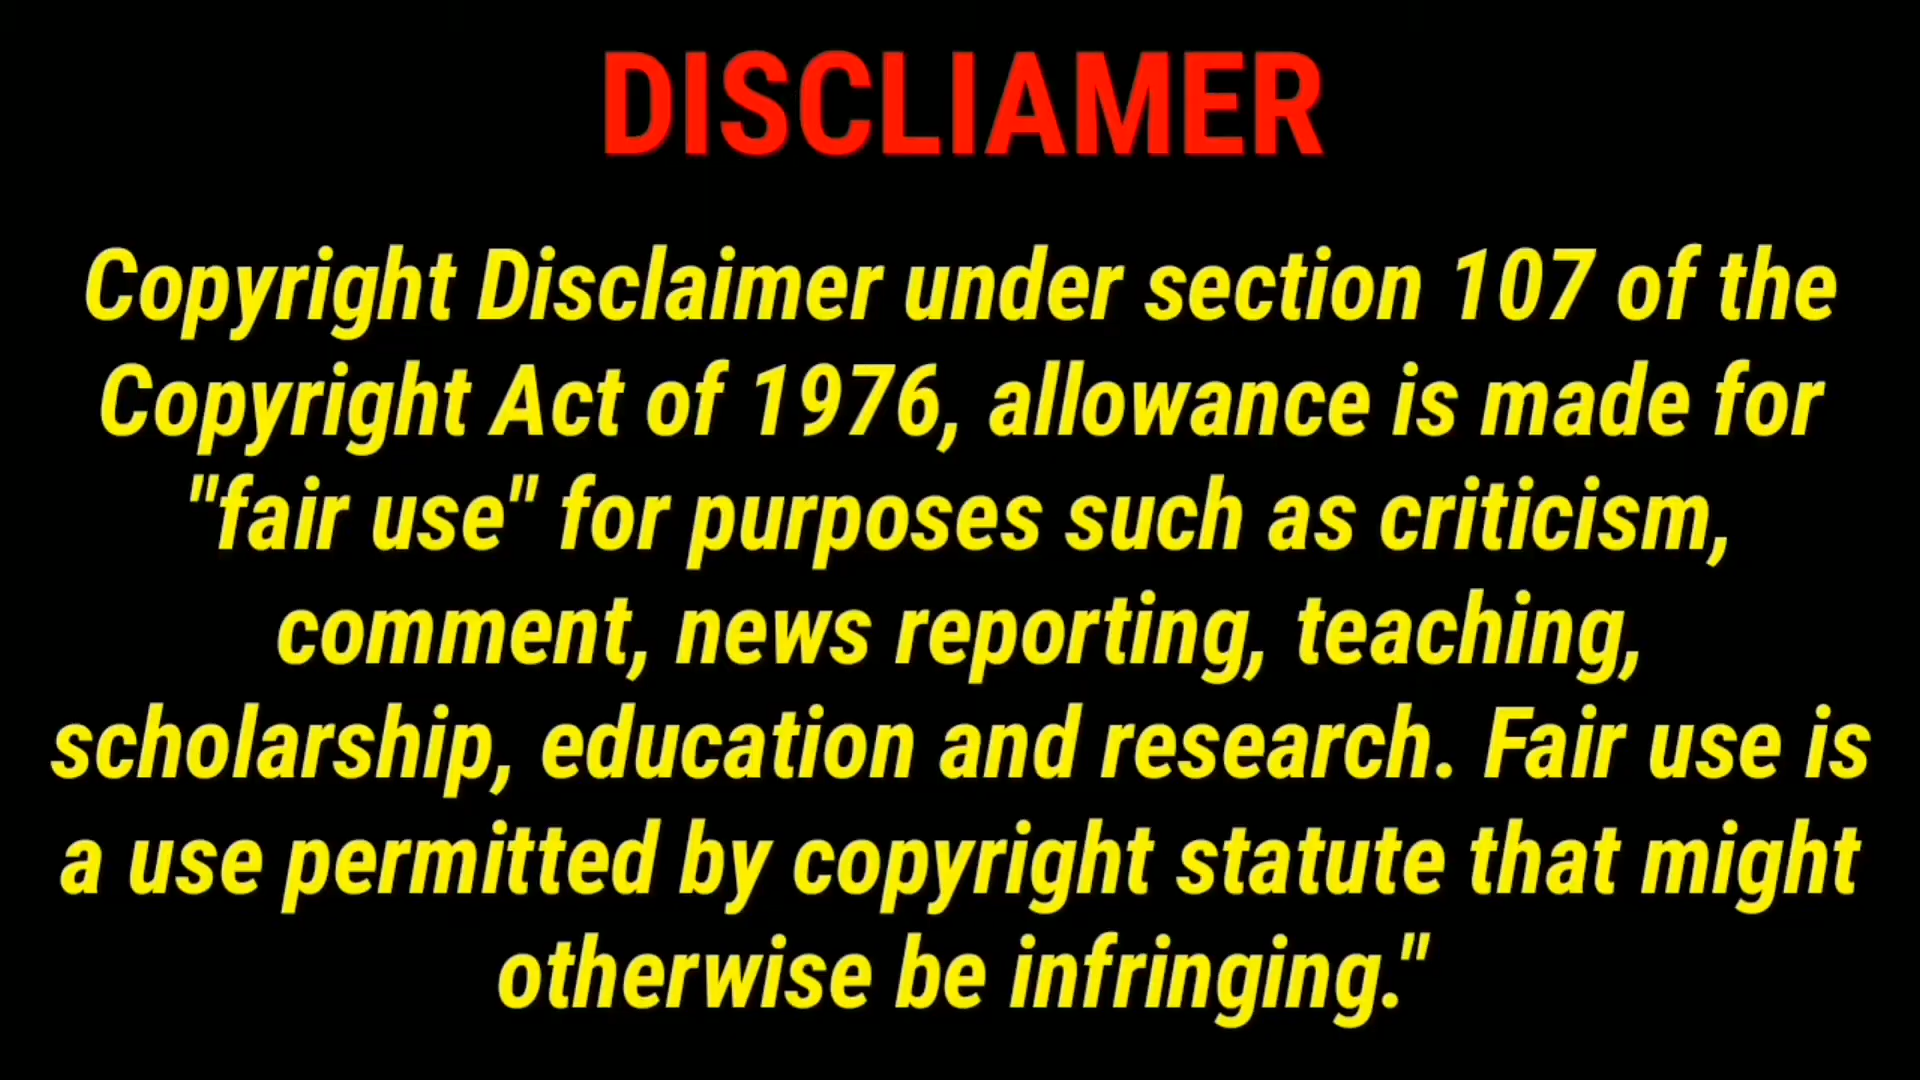 DISCLIAMER
Copyright Disclaimer under section 107 of the
Copyright Act of 1976, allowance is made for
"fair use" for purposes such as criticism,
comment, news reporting, teaching,
scholarship, education and research. Fair use is
a use permitted by copyright statute that might
otherwise be infringing."